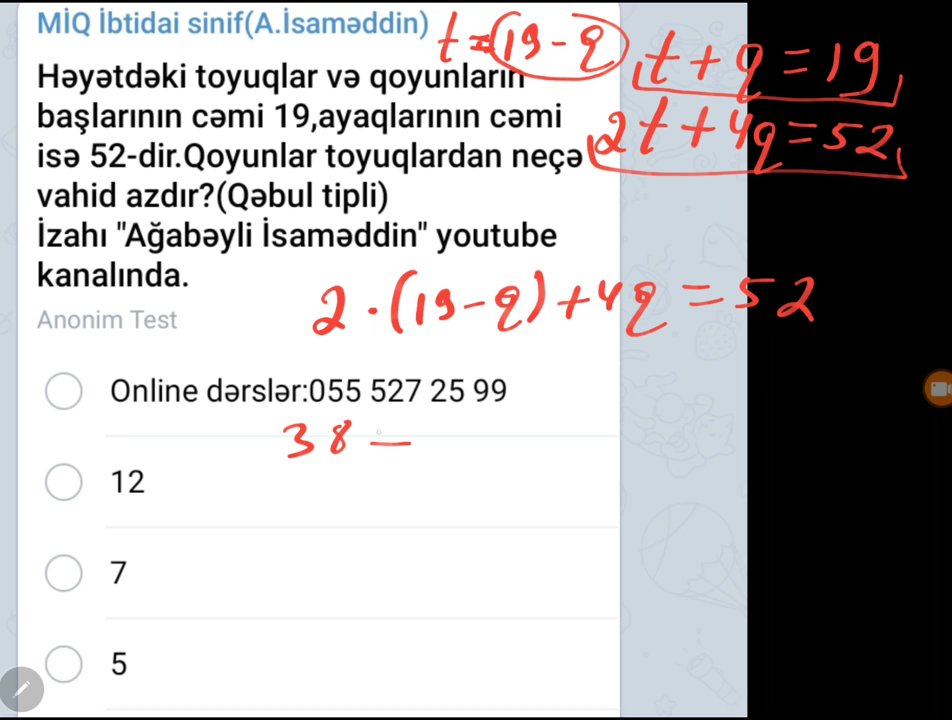 MİQ İbtidai sinif(A.İsaməddin)
t=(19-q)
t+q=19
2t+4q=52
Həyətdəki toyuqlar və qoyunların
başlarının cəmi 19,ayaqlarının cəmi
isə 52-dir.Qoyunlar toyuqlardan neçə
vahid azdır?(Qəbul tipli)
İzahı "Ağabəyli İsaməddin" youtube
kanalında.
2·(19-q)+4q=52
Anonim Test
Online dərslər:055 527 25 99
38-
12
7
5